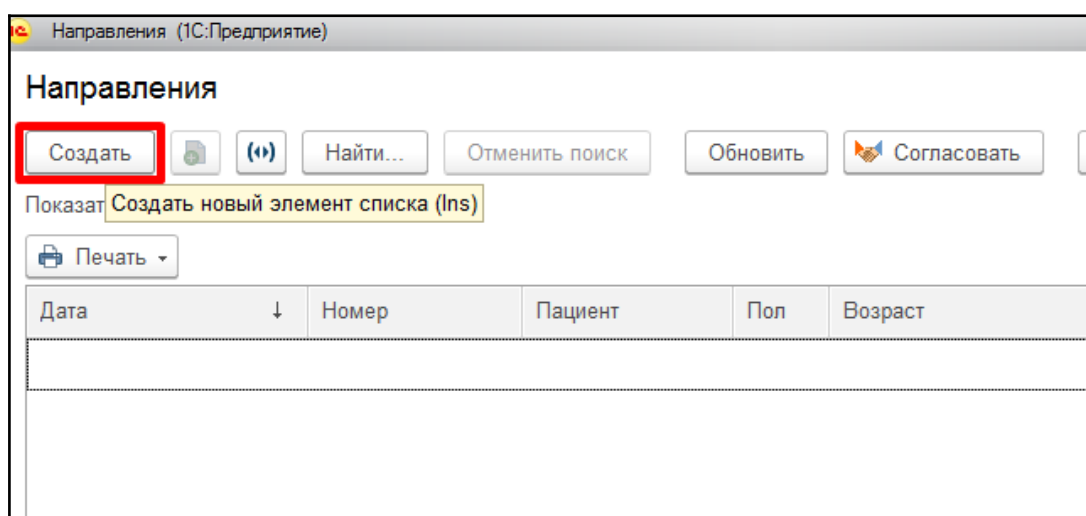 Направления (1С:Предприятие)
Направления
Создать Найти... Отменить поиск Обновить Согласовать
Показат Создать новый элемент списка (Ins)
Печать
Дата ↓ Номер Пациент Пол Возраст